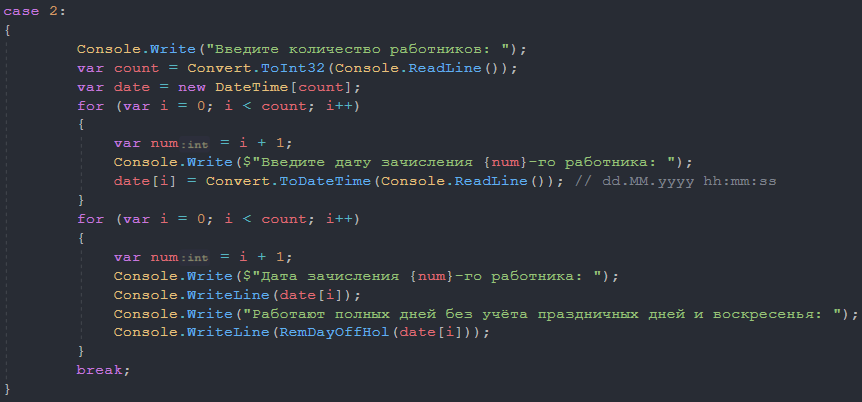 case 2:
{
Console.Write("Введите количество работников: ");
var count = Convert.ToInt32(Console.ReadLine());
var date = new DateTime[count];
for (var i = 0; i < count; i++)
{
var num:int = i + 1;
Console.Write($"Введите дату зачисления {num}-го работника: ");
date[i] = Convert.ToDateTime(Console.ReadLine()); // dd.MM.yyyy hh:mm:ss
}
for (var i = 0; i < count; i++)
{
var num:int = i + 1;
Console.Write($"Дата зачисления {num}-го работника: ");
Console.WriteLine(date[i]);
Console.Write("Работают полных дней без учёта праздничных дней и воскресенья: ");
Console.WriteLine(RemDayOffHol(date[i]));
}
break;
}